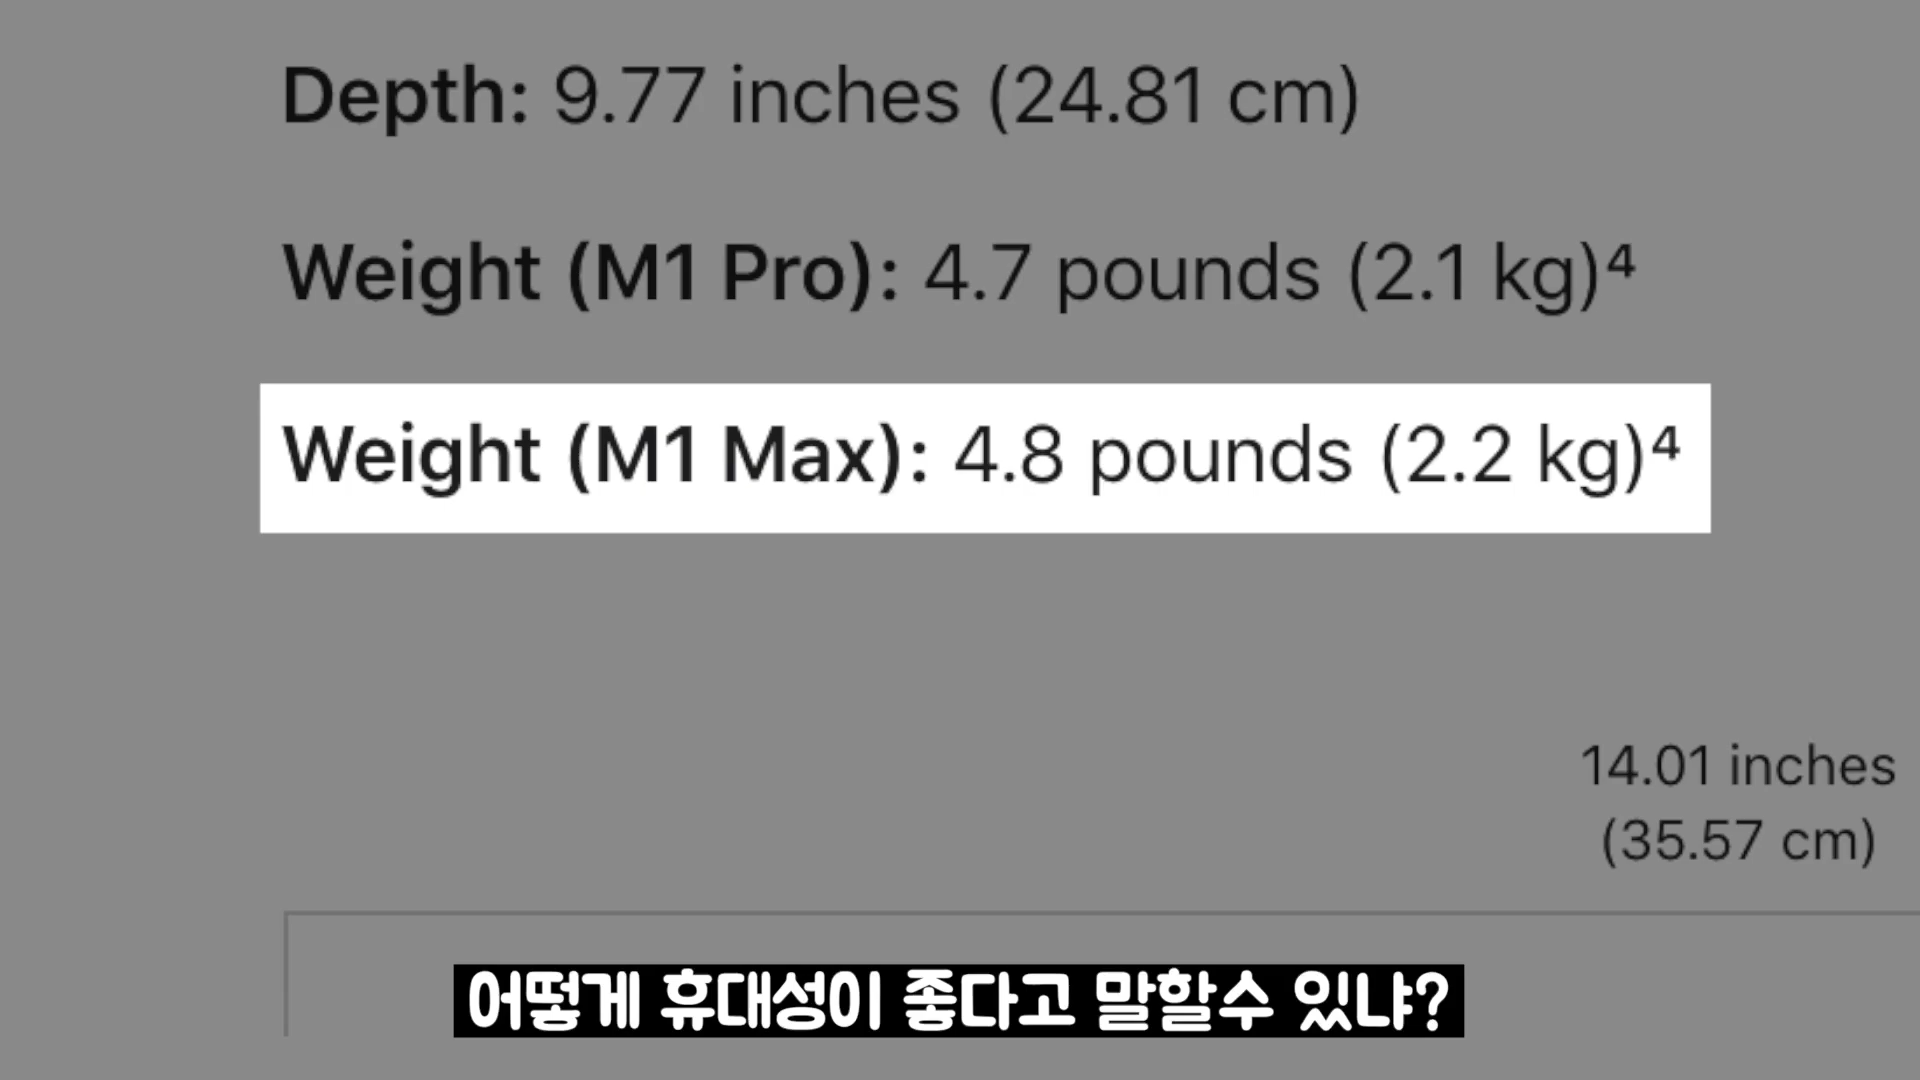 Depth: 9.77 inches (24.81 cm)
Weight (M1 Pro): 4.7 pounds (2.1 kg)⁴
Weight (M1 Max): 4.8 pounds (2.2 kg)⁴
14.01 inches
(35.57 cm)
어떻게 휴대성이 좋다고 말할수 있냐?